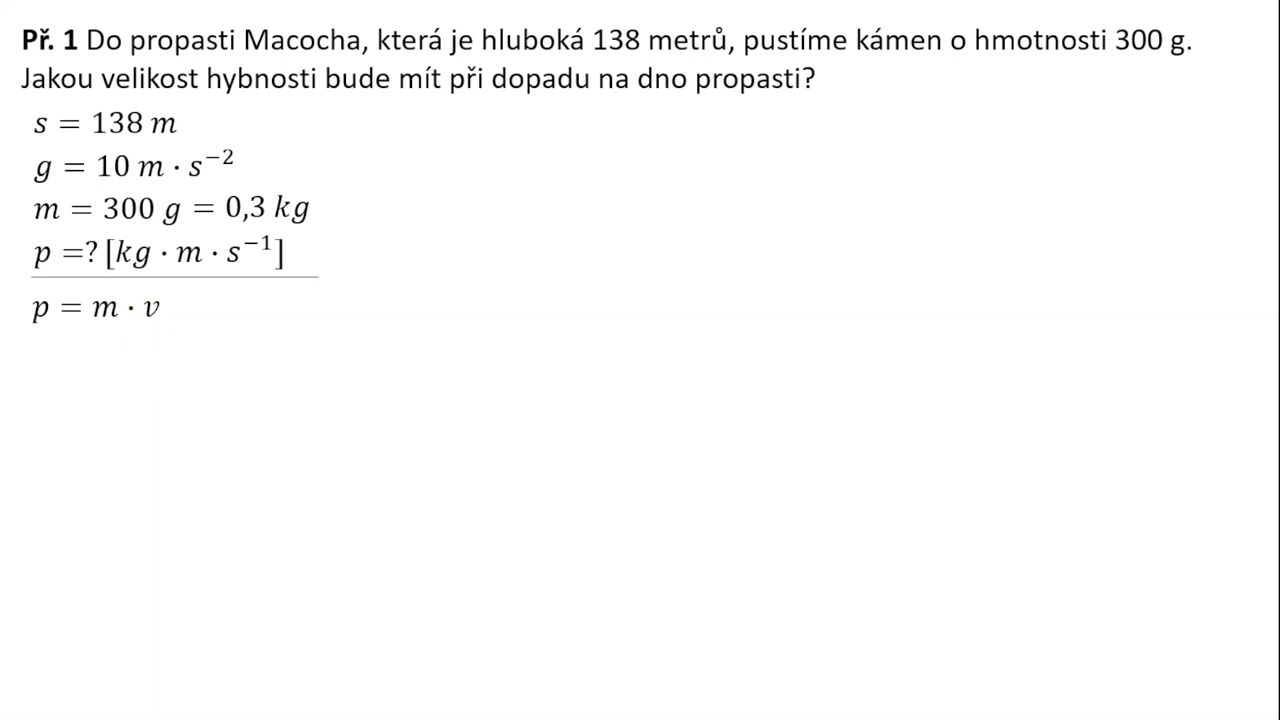 Př. 1 Do propasti Macocha, která je hluboká 138 metrů, pustíme kámen o hmotnosti 300 g.
Jakou velikost hybnosti bude mít při dopadu na dno propasti?
s = 138 m
g = 10 m · s⁻²
m = 300 g = 0,3 kg
p =? [kg · m · s⁻¹]
p = m · v